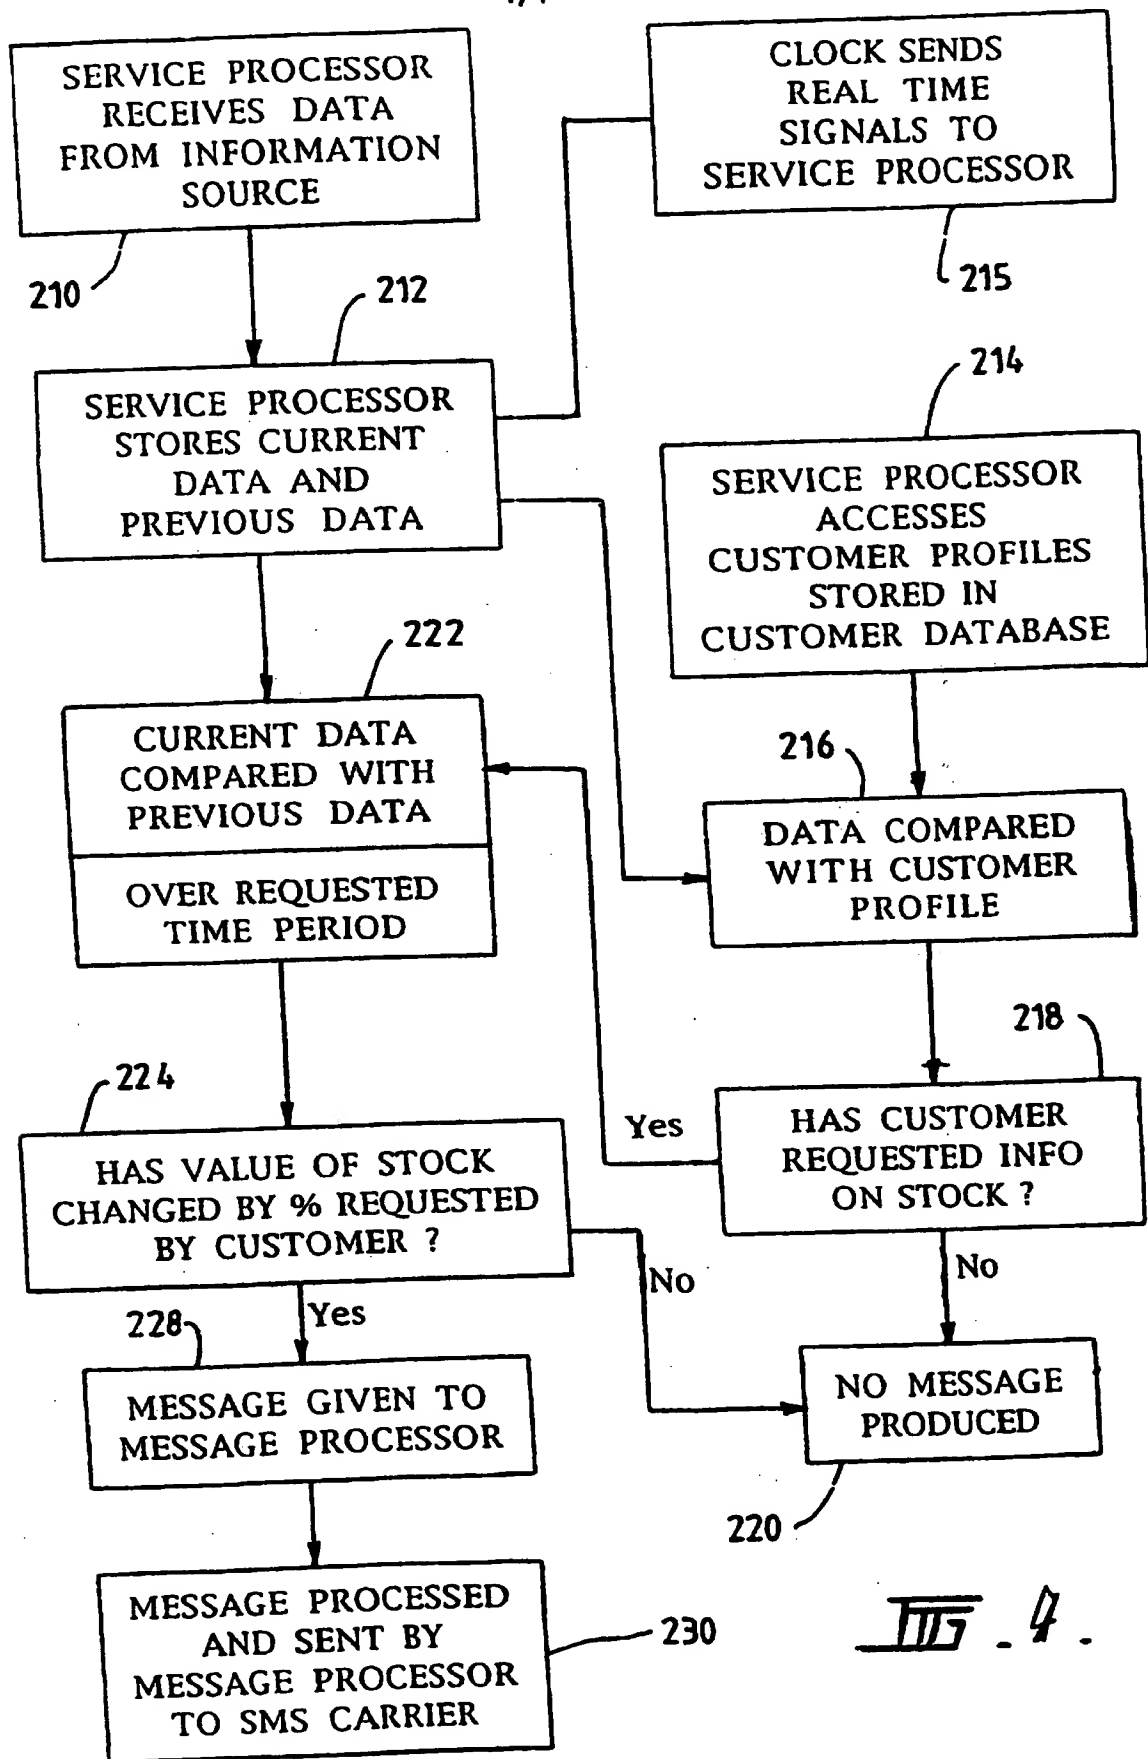 SERVICE PROCESSOR
RECEIVES DATA
FROM INFORMATION
SOURCE
210
CLOCK SENDS
REAL TIME
SIGNALS TO
SERVICE PROCESSOR
215
212
SERVICE PROCESSOR
STORES CURRENT
DATA AND
PREVIOUS DATA
214
SERVICE PROCESSOR
ACCESSES
CUSTOMER PROFILES
STORED IN
CUSTOMER DATABASE
222
CURRENT DATA
COMPARED WITH
PREVIOUS DATA
OVER REQUESTED
TIME PERIOD
216
DATA COMPARED
WITH CUSTOMER
PROFILE
218
HAS CUSTOMER
REQUESTED INFO
ON STOCK ?
Yes
No
224
HAS VALUE OF STOCK
CHANGED BY % REQUESTED
BY CUSTOMER ?
No
Yes
228
MESSAGE GIVEN TO
MESSAGE PROCESSOR
NO MESSAGE
PRODUCED
220
MESSAGE PROCESSED
AND SENT BY
MESSAGE PROCESSOR
TO SMS CARRIER
230
FIG. 4.